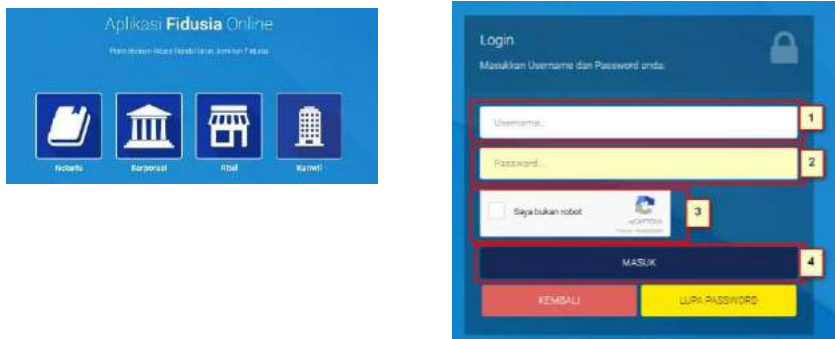 Aplikasi Fidusia Online
Notaris
Korporasi
Ritel
Kanwil
Login
Masukkan Username dan Password anda:
Username...
1
Password...
2
Saya bukan robot
reCAPTCHA
3
MASUK
4
KEMBALI
LUPA PASSWORD